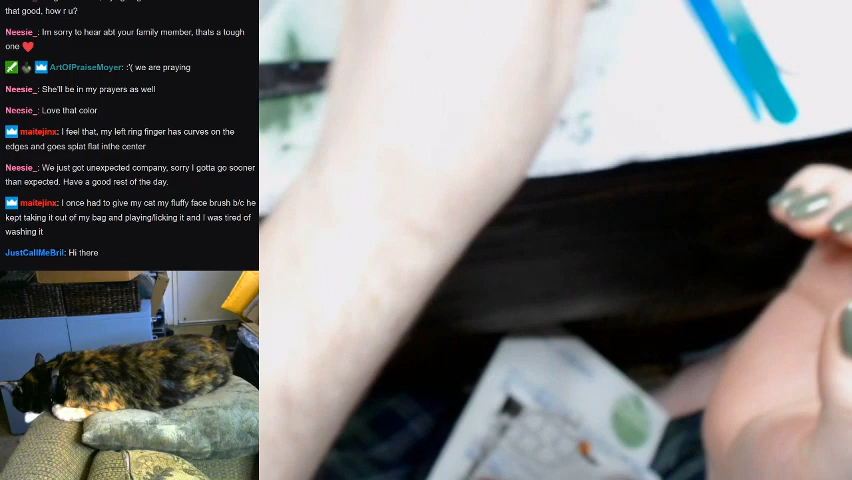 that good, how r u?
Neesie_: Im sorry to hear abt your family member, thats a tough
one ❤️
ArtOfPraiseMoyer: :'( we are praying
Neesie_: She'll be in my prayers as well
Neesie_: Love that color
maitejinx: I feel that, my left ring finger has curves on the
edges and goes splat flat inthe center
Neesie_: We just got unexpected company, sorry I gotta go sooner
than expected. Have a good rest of the day.
maitejinx: I once had to give my cat my fluffy face brush b/c he
kept taking it out of my bag and playing/licking it and I was tired of
washing it
JustCallMeBril: Hi there